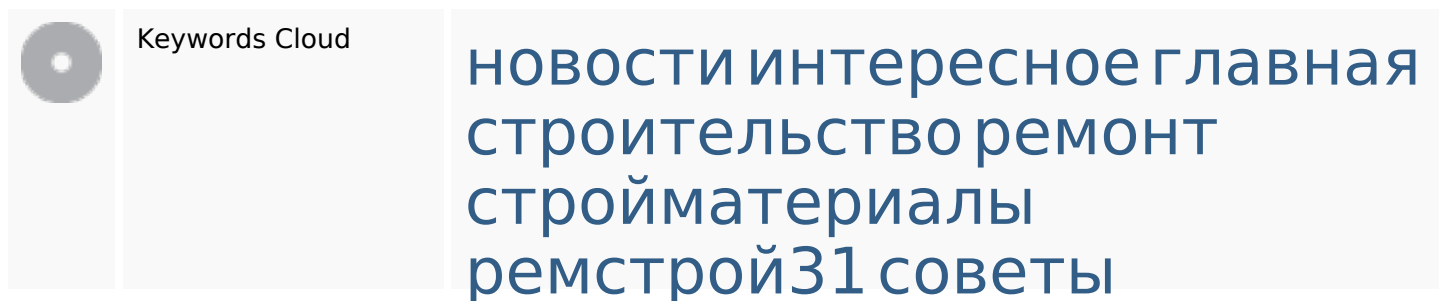 Keywords Cloud
новости интересное главная
строительство ремонт
стройматериалы
ремстрой31 советы